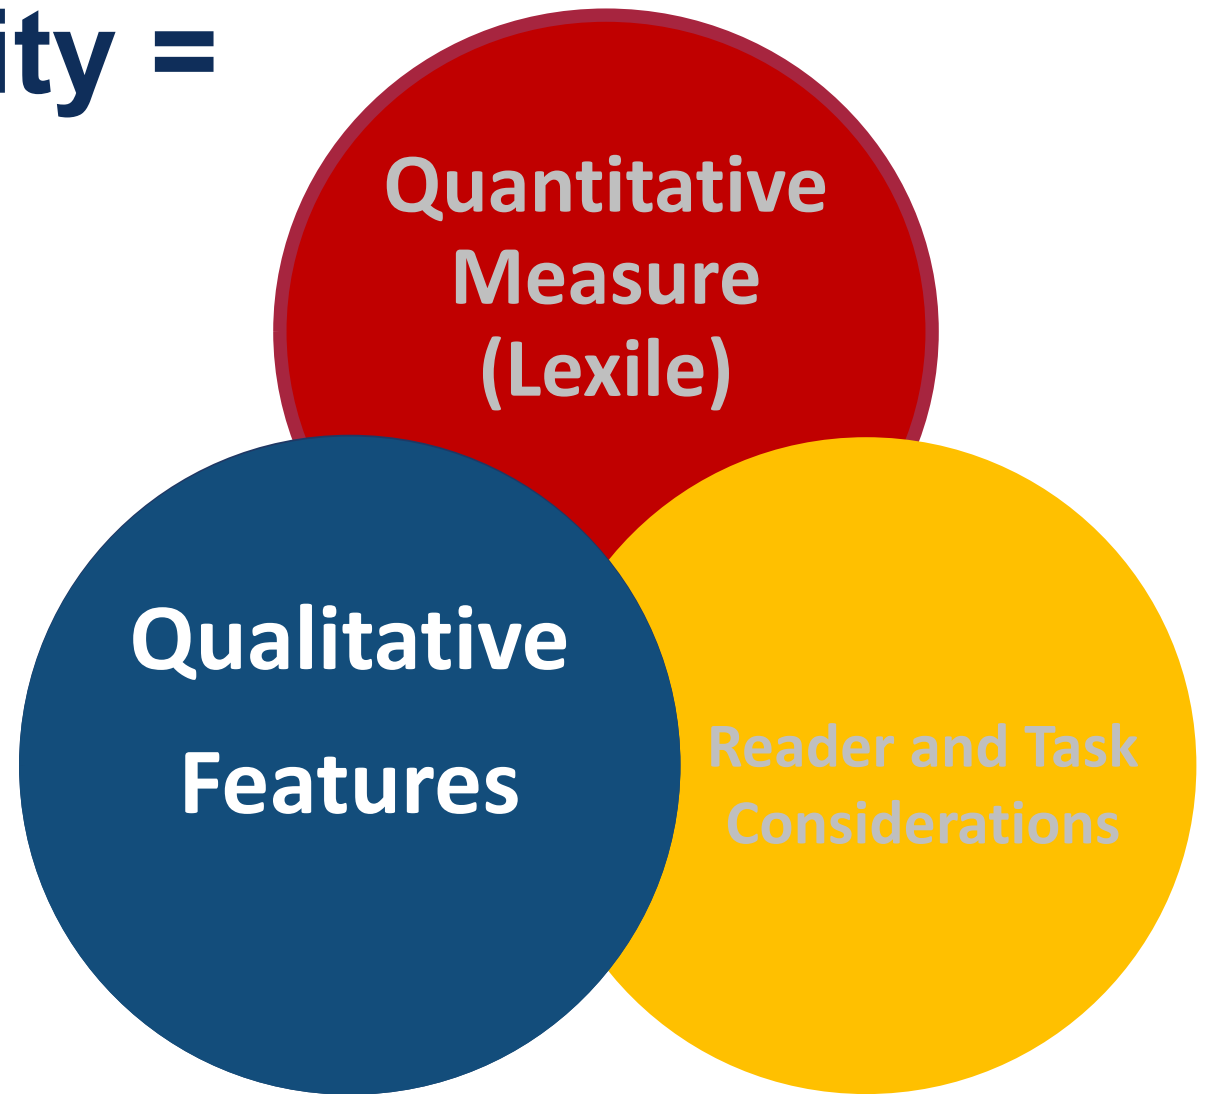 ity =
Quantitative
Measure
(Lexile)
Qualitative
Features
Reader and Task
Considerations